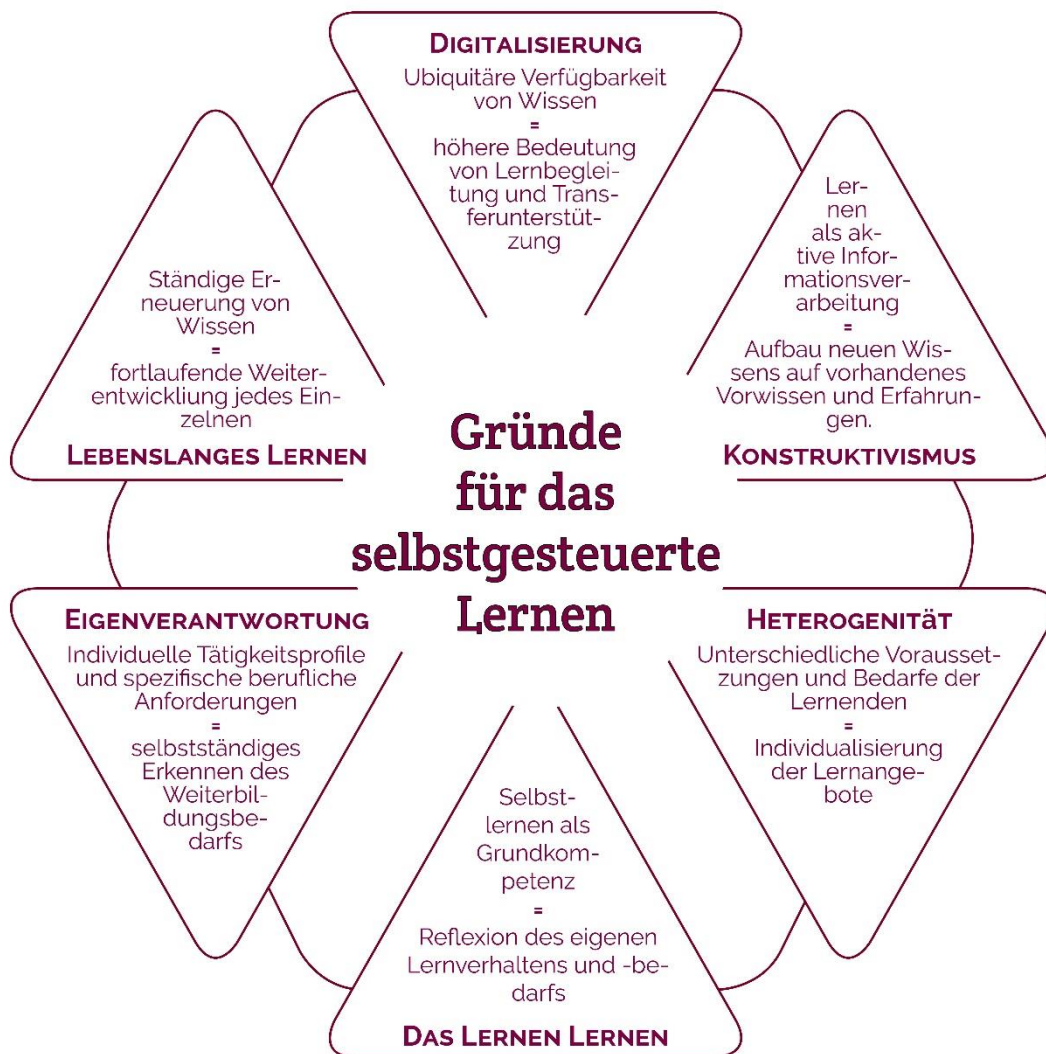 DIGITALISIERUNG
Ubiquitäre Verfügbarkeit
von Wissen
=
höhere Bedeutung
von Lernbeglei-
tung und Trans-
ferunterstüt-
zung
Ler-
nen
als ak-
tive Infor-
mationsver-
arbeitung
=
Aufbau neuen Wis-
sens auf vorhandenes
Vorwissen und Erfahrun-
gen.
KONSTRUKTIVISMUS
HETEROGENITÄT
Unterschiedliche Vorausset-
zungen und Bedarfe der
Lernenden
=
Individualisierung
der Lernange-
bote
Selbst-
lernen als
Grundkom-
petenz
=
Reflexion des eigenen
Lernverhaltens und -be-
darfs
DAS LERNEN LERNEN
EIGENVERANTWORTUNG
Individuelle Tätigkeitsprofile
und spezifische berufliche
Anforderungen
=
selbstständiges
Erkennen des
Weiterbil-
dungsbe-
darfs
Ständige Er-
neuerung von
Wissen
=
fortlaufende Weiter-
entwickliung jedes Ein-
zelnen
LEBENSLANGES LERNEN
Gründe
für das
selbstgesteuerte
Lernen